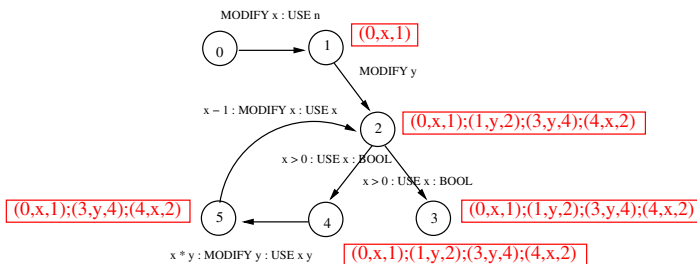 MODIFY x : USE n
0
1
(0,x,1)
MODIFY y
x − 1 : MODIFY x : USE x
2
(0,x,1);(1,y,2);(3,y,4);(4,x,2)
x > 0 : USE x : BOOL
x > 0 : USE x : BOOL
(0,x,1);(3,y,4);(4,x,2)
5
4
3
(0,x,1);(1,y,2);(3,y,4);(4,x,2)
x * y : MODIFY y : USE x y
(0,x,1);(1,y,2);(3,y,4);(4,x,2)